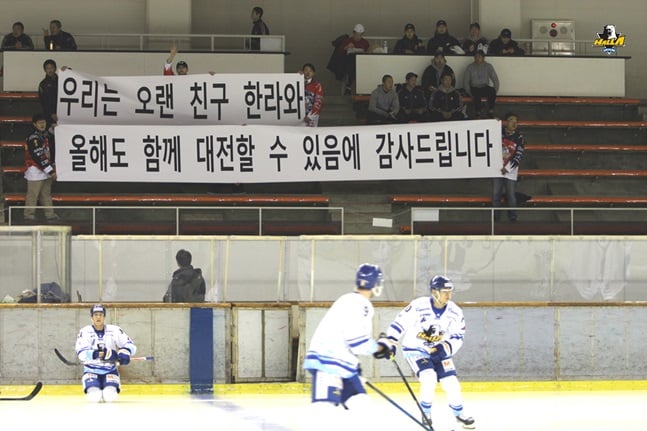 우리는 오랜 친구 한라와
올해도 함께 대전할 수 있음에 감사드립니다
HALLA